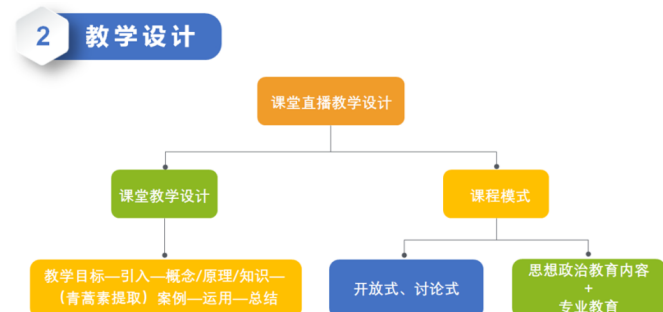 2 教学设计
课堂直播教学设计
课堂教学设计
课程模式
教学目标—引入—概念/原理/知识—
（青蒿素提取）案例—运用—总结
开放式、讨论式
思想政治教育内容
+
专业教育